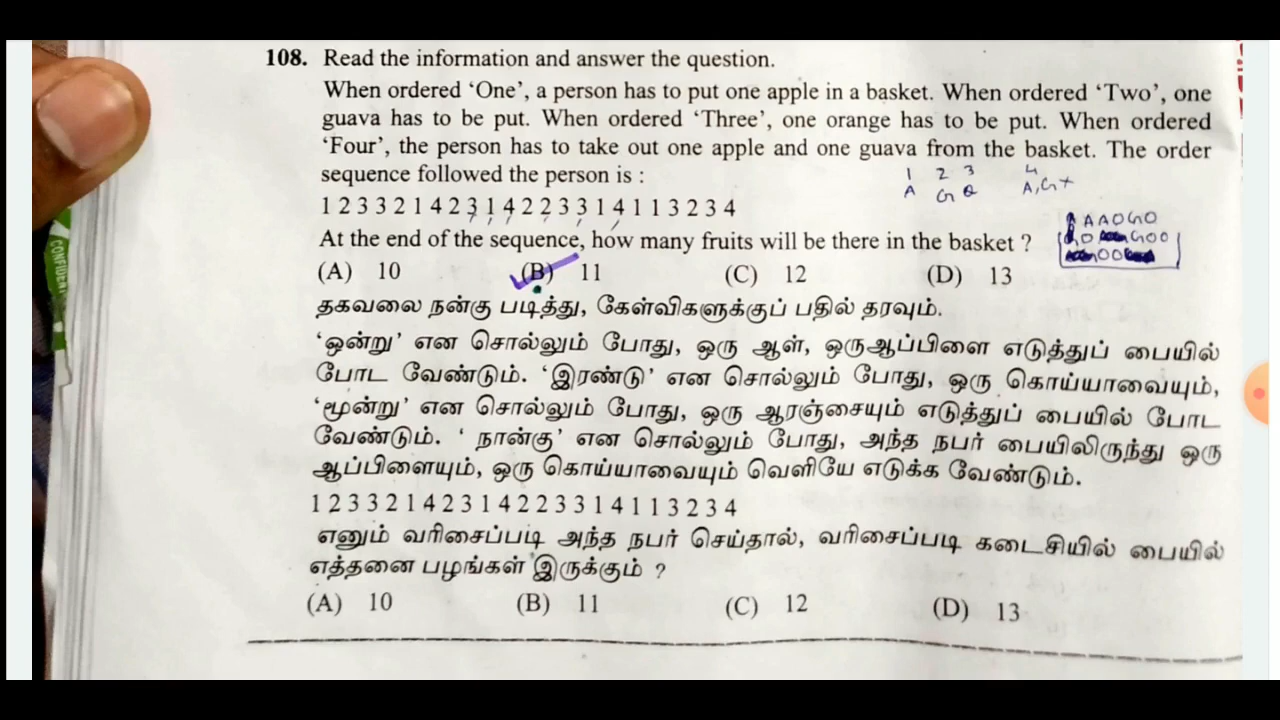 108. Read the information and answer the question.
When ordered ‘One’, a person has to put one apple in a basket. When ordered ‘Two’, one
guava has to be put. When ordered ‘Three’, one orange has to be put. When ordered
‘Four’, the person has to take out one apple and one guava from the basket. The order
sequence followed the person is :
1 2 3 4
A G A, G +
1 2 3 3 2 1 4 2 3 1 4 2 2 3 3 1 4 1 1 3 2 3 4
At the end of the sequence, how many fruits will be there in the basket ?
(A) 10 (B) 11 (C) 12 (D) 13
தகவலை நன்கு படித்து, கேள்விகளுக்குப் பதில் தரவும்.
‘ஒன்று’ என சொல்லும் போது, ஒரு ஆள், ஒருஆப்பிளை எடுத்துப் பையில்
போட வேண்டும். ‘இரண்டு’ என சொல்லும் போது, ஒரு கொய்யாவையும்,
‘மூன்று’ என சொல்லும் போது, ஒரு ஆரஞ்சையும் எடுத்துப் பையில் போட
வேண்டும். ‘ நான்கு’ என சொல்லும் போது, அந்த நபர் பையிலிருந்து ஒரு
ஆப்பிளையும், ஒரு கொய்யாவையும் வெளியே எடுக்க வேண்டும்.
1 2 3 3 2 1 4 2 3 1 4 2 2 3 3 1 4 1 1 3 2 3 4
எனும் வரிசைப்படி அந்த நபர் செய்தால், வரிசைப்படி கடைசியில் பையில்
எத்தனை பழங்கள் இருக்கும் ?
(A) 10 (B) 11 (C) 12 (D) 13